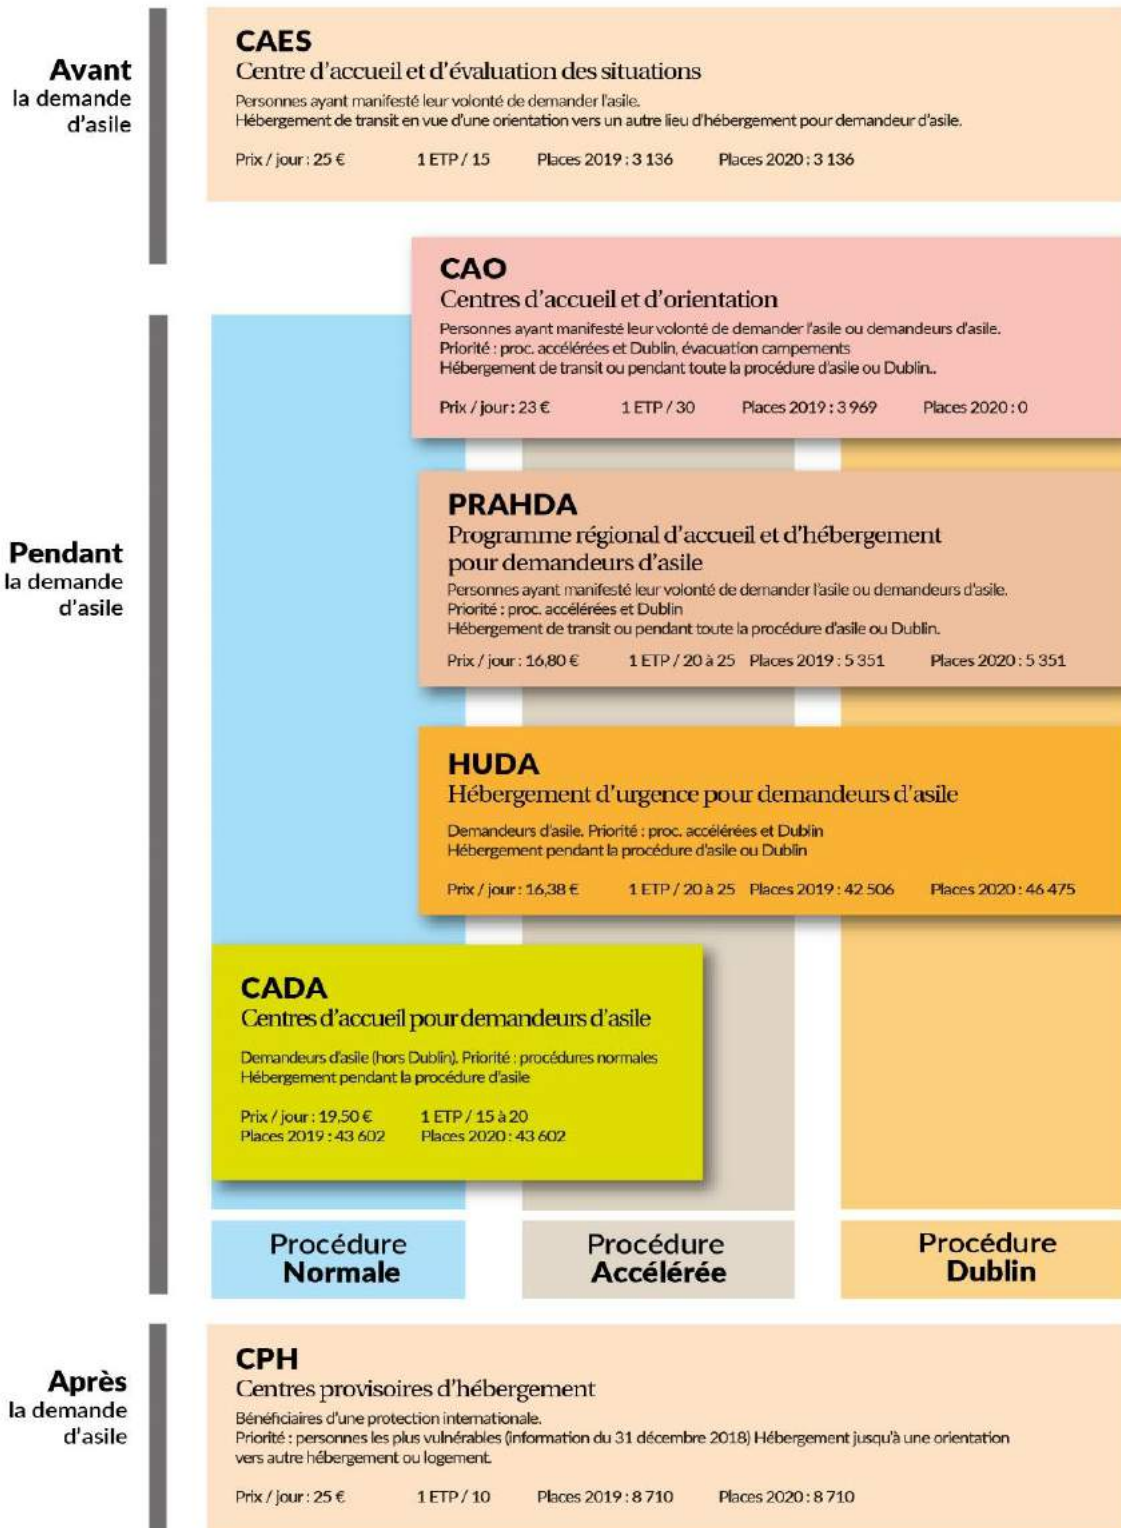 Avant
la demande
d'asile
CAES
Centre d'accueil et d'évaluation des situations
Personnes ayant manifesté leur volonté de demander l'asile.
Hébergement de transit en vue d'une orientation vers un autre lieu d'hébergement pour demandeur d'asile.
Prix / jour : 25 € 1 ETP / 15 Places 2019 : 3 136 Places 2020 : 3 136
CAO
Centres d'accueil et d'orientation
Personnes ayant manifesté leur volonté de demander l'asile ou demandeurs d'asile.
Priorité : proc. accélérées et Dublin, évacuation campements
Hébergement de transit ou pendant toute la procédure d'asile ou Dublin..
Prix / jour : 23 € 1 ETP / 30 Places 2019 : 3 969 Places 2020 : 0
Pendant
la demande
d'asile
PRAHDA
Programme régional d'accueil et d'hébergement
pour demandeurs d'asile
Personnes ayant manifesté leur volonté de demander l'asile ou demandeurs d'asile.
Priorité : proc. accélérées et Dublin
Hébergement de transit ou pendant toute la procédure d'asile ou Dublin.
Prix / jour : 16,80 € 1 ETP / 20 à 25 Places 2019 : 5 351 Places 2020 : 5 351
HUDA
Hébergement d'urgence pour demandeurs d'asile
Demandeurs d'asile. Priorité : proc. accélérées et Dublin
Hébergement pendant la procédure d'asile ou Dublin
Prix / jour : 16,38 € 1 ETP / 20 à 25 Places 2019 : 42 506 Places 2020 : 46 475
CADA
Centres d'accueil pour demandeurs d'asile
Demandeurs d'asile (hors Dublin). Priorité : procédures normales
Hébergement pendant la procédure d'asile
Prix / jour : 19,50 € 1 ETP / 15 à 20
Places 2019 : 43 602 Places 2020 : 43 602
Procédure
Normale
Procédure
Accélérée
Procédure
Dublin
Après
la demande
d'asile
CPH
Centres provisoires d'hébergement
Bénéficiaires d'une protection internationale.
Priorité : personnes les plus vulnérables (information du 31 décembre 2018) Hébergement jusqu'à une orientation
vers autre hébergement ou logement.
Prix / jour : 25 € 1 ETP / 10 Places 2019 : 8 710 Places 2020 : 8 710